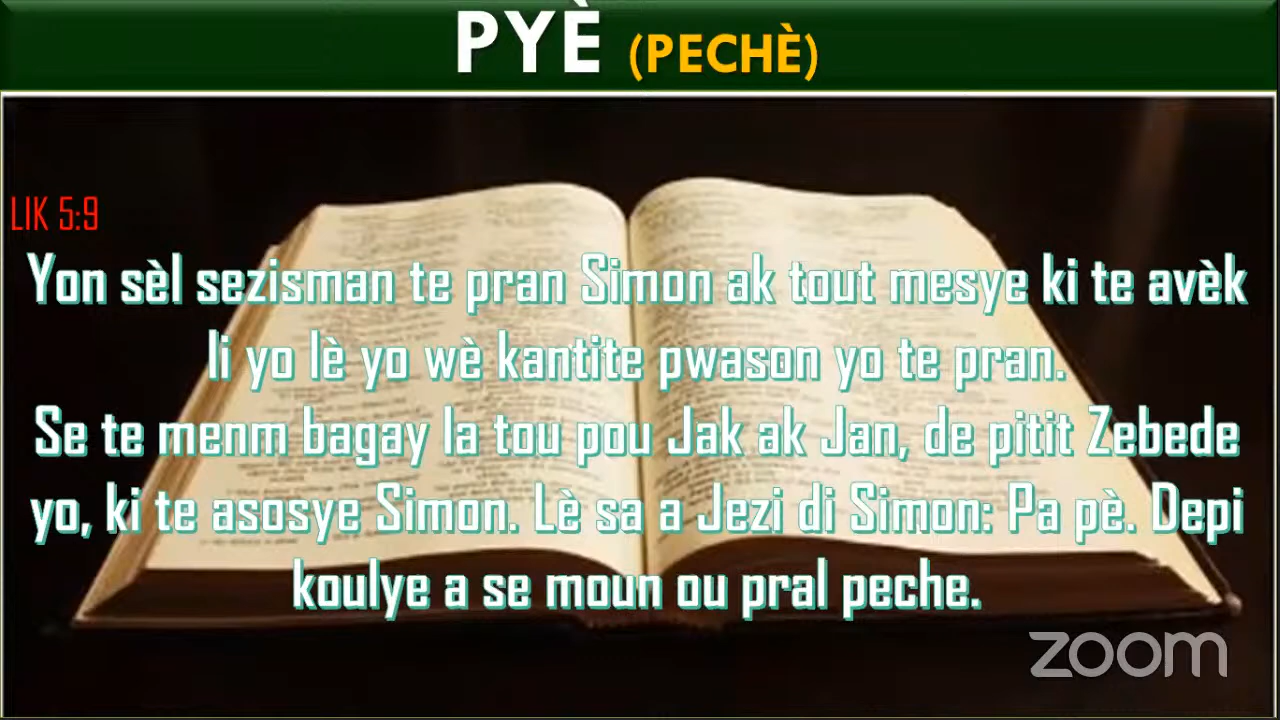 PYÈ (PECHÈ)
LIK 5:9
Yon sèl sezisman te pran Simon ak tout mesye ki te avèk
li yo lè yo wè kantite pwason yo te pran.
Se te menm bagay la tou pou Jak ak Jan, de pitit Zebede
yo, ki te asosye Simon. Lè sa a Jezi di Simon: Pa pè. Depi
koulye a se moun ou pral peche.
zoom